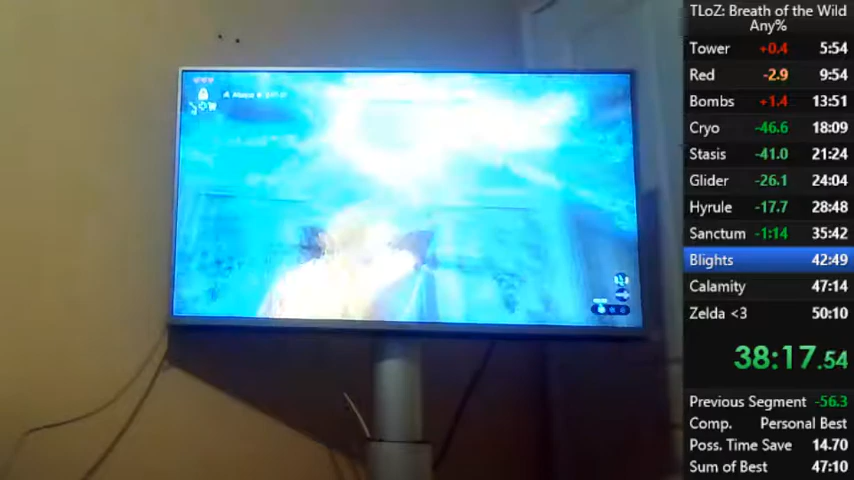 TLoZ: Breath of the Wild
Any%
Tower +0.4 5:54
Red -2.9 9:54
Bombs +1.4 13:51
Cryo -46.6 18:09
Stasis -41.0 21:24
Glider -26.1 24:04
Hyrule -17.7 28:48
Sanctum -1:14 35:42
Blights 42:49
Calamity 47:14
Zelda <3 50:10
38:17.54
Previous Segment -56.3
Comp. Personal Best
Poss. Time Save 14.70
Sum of Best 47:10